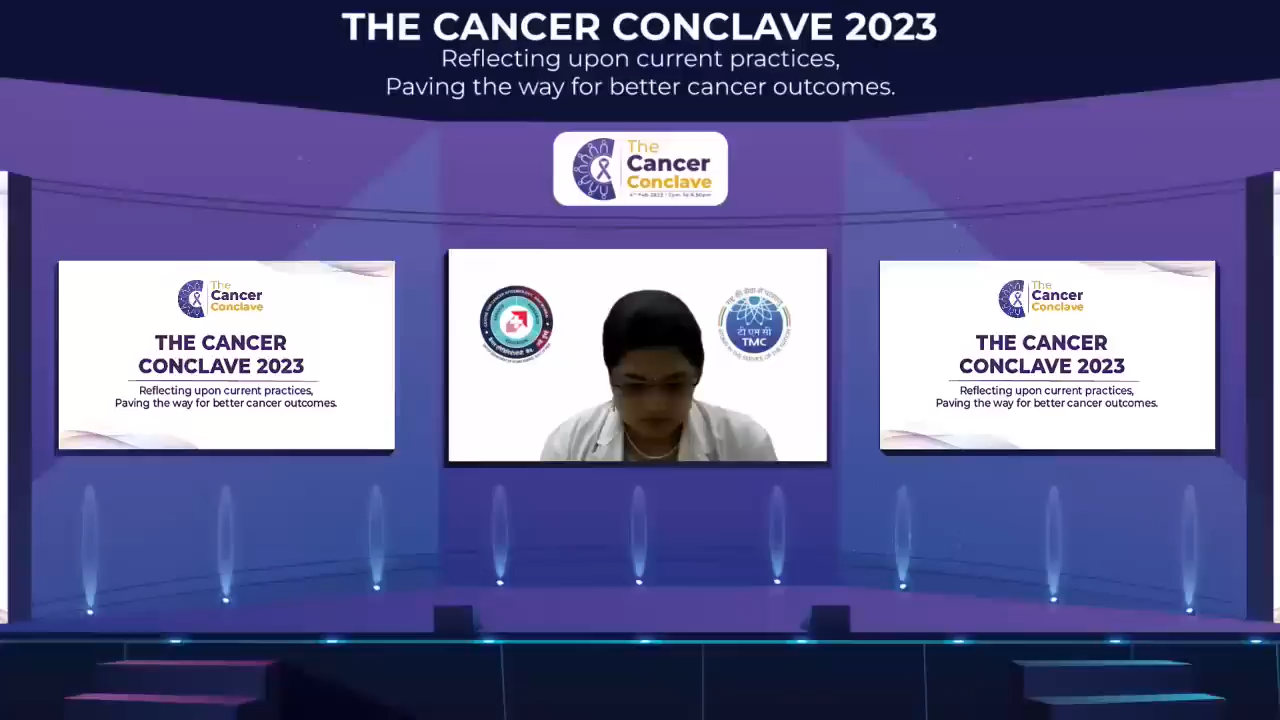 THE CANCER CONCLAVE 2023
Reflecting upon current practices,
Paving the way for better cancer outcomes.
The
Cancer
Conclave
The
Cancer
Conclave
THE CANCER
CONCLAVE 2023
Reflecting upon current practices,
Paving the way for better cancer outcomes.
टी एम सी
TMC
The
Cancer
Conclave
THE CANCER
CONCLAVE 2023
Reflecting upon current practices,
Paving the way for better cancer outcomes.